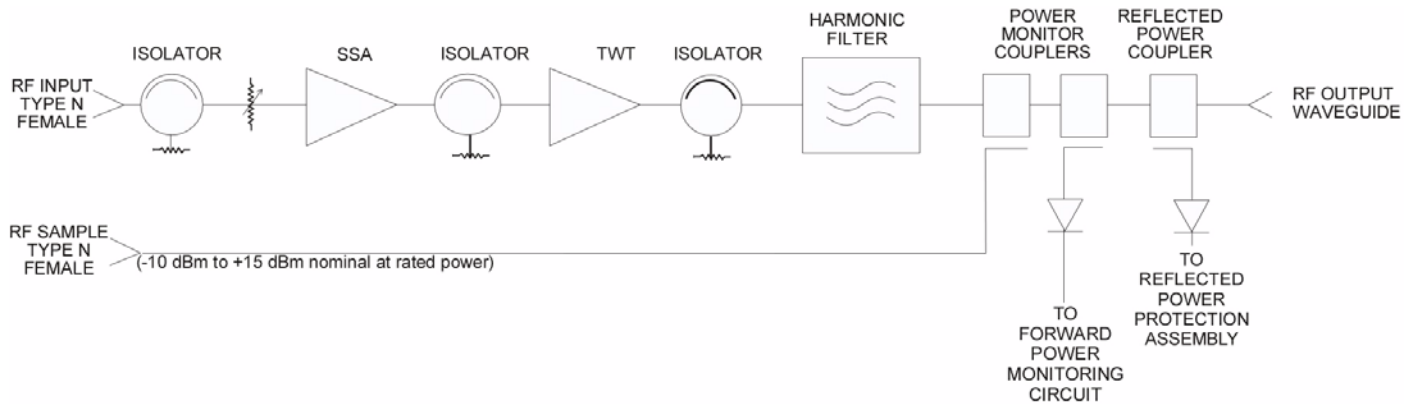 RF INPUT
TYPE N
FEMALE
ISOLATOR
SSA
ISOLATOR
TWT
ISOLATOR
HARMONIC
FILTER
POWER
MONITOR
COUPLERS
REFLECTED
POWER
COUPLER
RF OUTPUT
WAVEGUIDE
RF SAMPLE
TYPE N
FEMALE
(-10 dBm to +15 dBm nominal at rated power)
TO
FORWARD
POWER
MONITORING
CIRCUIT
TO
REFLECTED
POWER
PROTECTION
ASSEMBLY